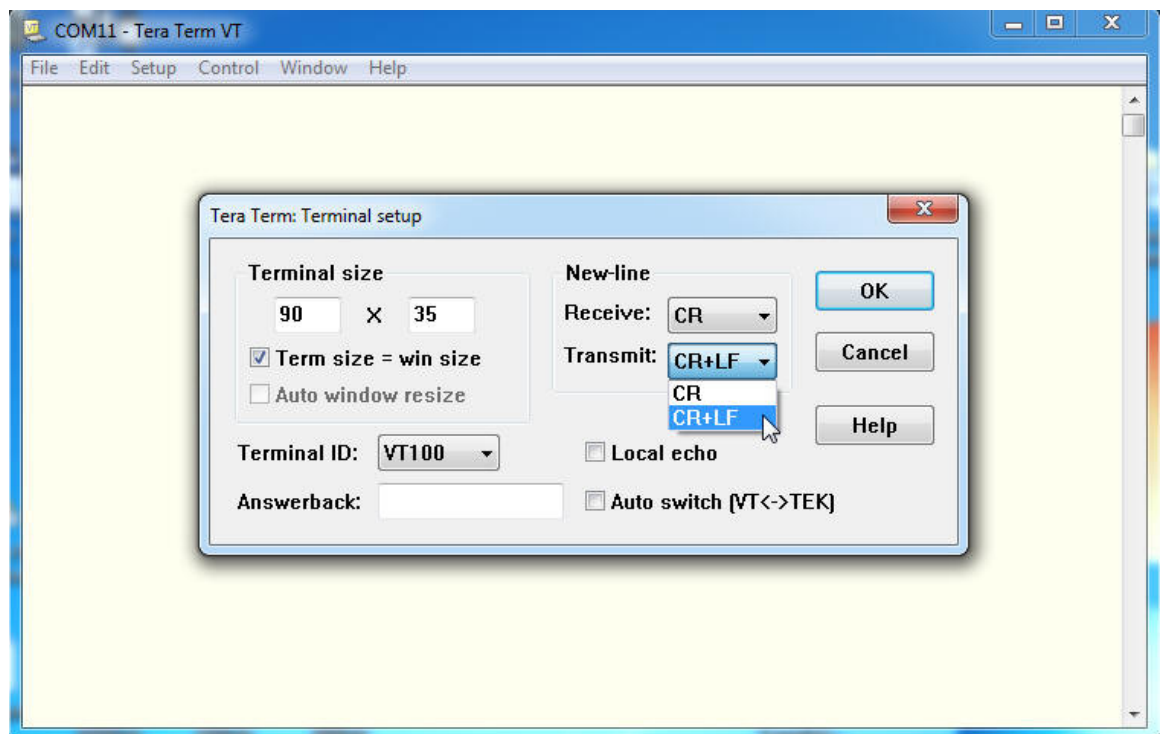 COM11 - Tera Term VT
File Edit Setup Control Window Help
Tera Term: Terminal setup
Terminal size
90 X 35
Term size = win size
Auto window resize
New-line
Receive: CR
Transmit: CR+LF
CR
CR+LF
OK
Cancel
Help
Terminal ID: VT100
Local echo
Answerback:
Auto switch (VT<->TEK)